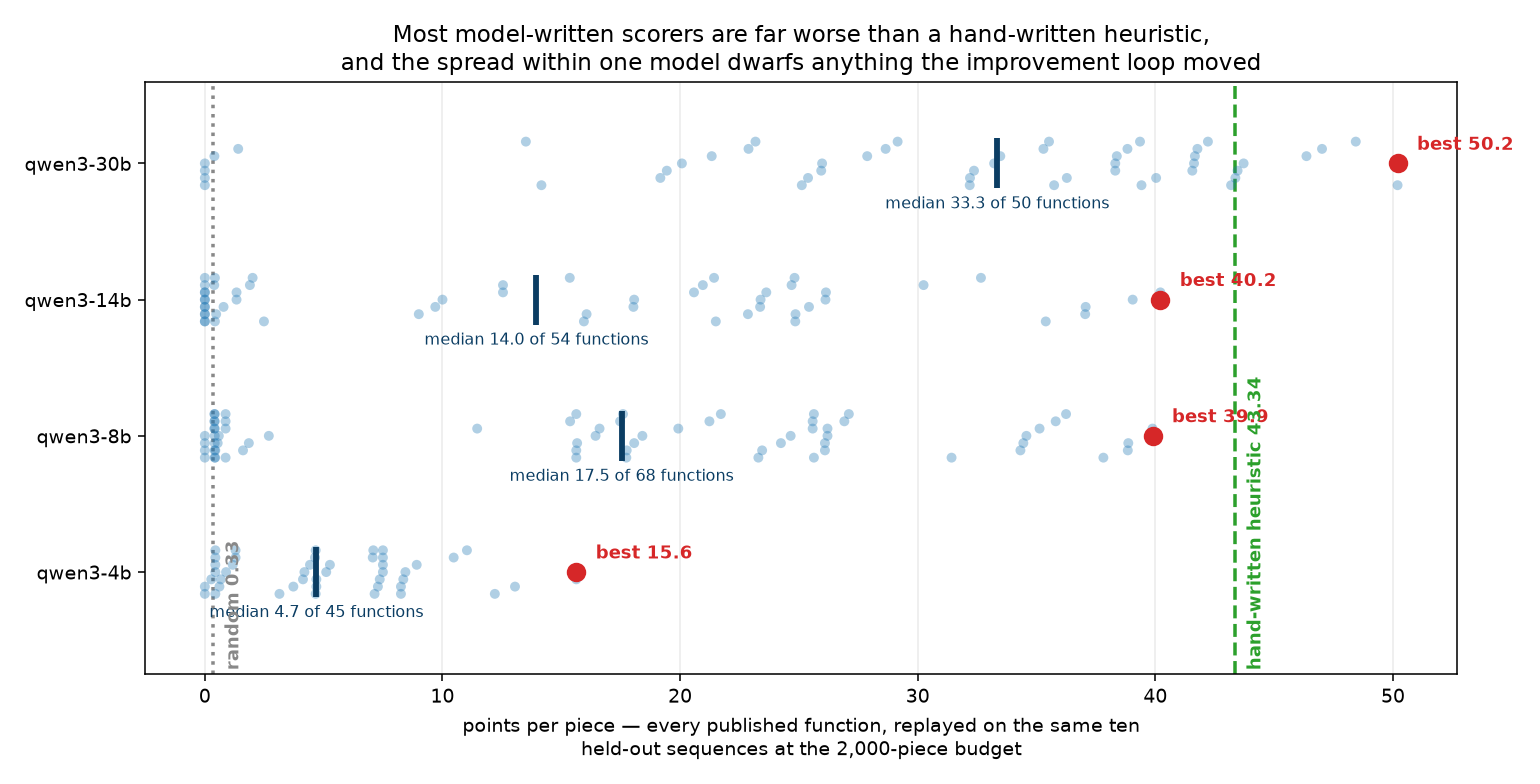 Most model-written scorers are far worse than a hand-written heuristic,
and the spread within one model dwarfs anything the improvement loop moved
qwen3-30b
best 50.2
median 33.3 of 50 functions
qwen3-14b
best 40.2
median 14.0 of 54 functions
qwen3-8b
best 39.9
median 17.5 of 68 functions
qwen3-4b
best 15.6
median 4.7 of 45 functions
random 0.33
hand-written heuristic 43.34
0 10 20 30 40 50
points per piece — every published function, replayed on the same ten
held-out sequences at the 2,000-piece budget